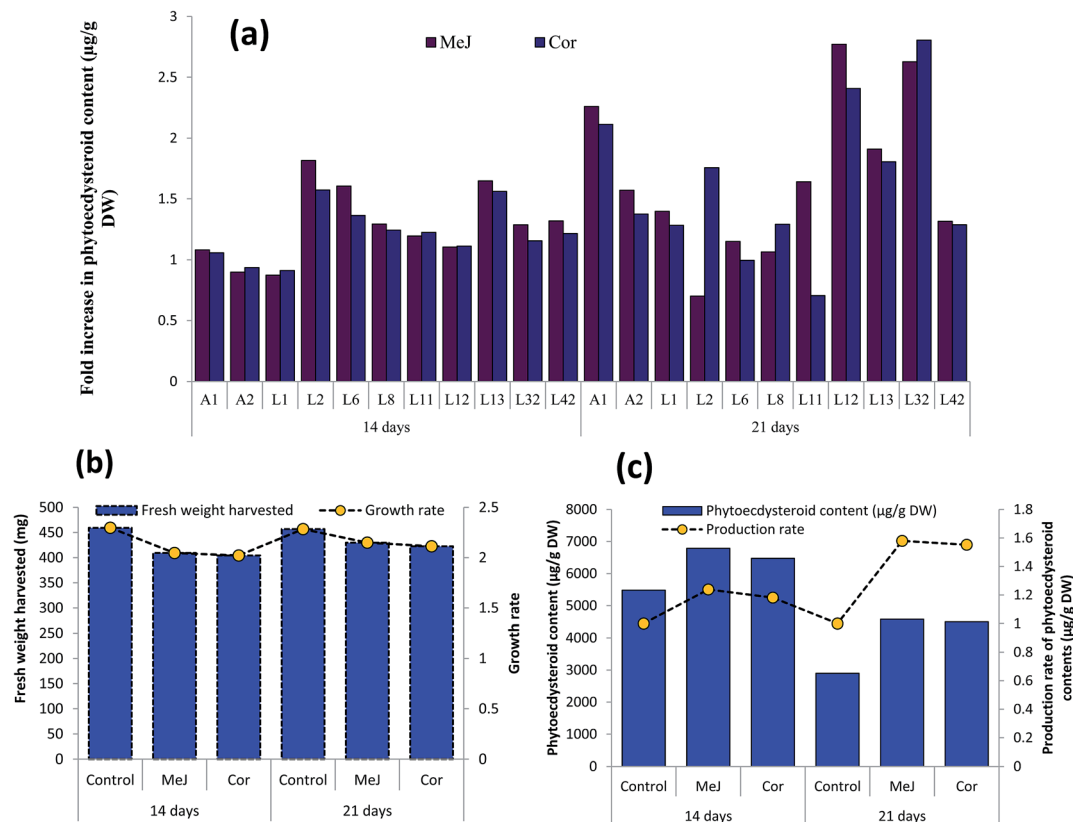 (a)
MeJ Cor
Fold increase in phytoecdysteroid content (µg/g
DW)
3
2.5
2
1.5
1
0.5
0
A1 A2 L1 L2 L6 L8 L11 L12 L13 L32 L42 A1 A2 L1 L2 L6 L8 L11 L12 L13 L32 L42
14 days 21 days
(b)
Fresh weight harvested Growth rate
Fresh weight harvested (mg)
500
450
400
350
300
250
200
150
100
50
0
2.5
2
1.5
1
0.5
0
Growth rate
Control MeJ Cor Control MeJ Cor
14 days 21 days
(c)
Phytoecdysteroid content (µg/g DW)
Production rate
Phytoecdysteroid content (µg/g DW)
8000
7000
6000
5000
4000
3000
2000
1000
0
1.8
1.6
1.4
1.2
1
0.8
0.6
0.4
0.2
0
Production rate of phytoecdysteroid
contents (µg/g DW)
Control MeJ Cor Control MeJ Cor
14 days 21 days